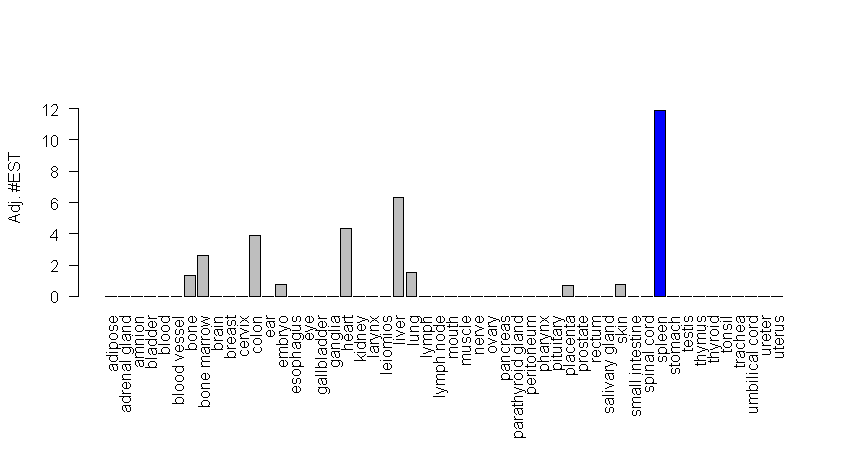 Adj. #EST
12
10
8
6
4
2
0
adipose
adrenal gland
amnion
bladder
blood
blood vessel
bone
bone marrow
brain
breast
cervix
colon
ear
embryo
esophagus
eye
gallbladder
ganglia
heart
kidney
larynx
leiomios
liver
lung
lymph
lymph node
mouth
muscle
nerve
ovary
pancreas
parathyroid gland
peritoneum
pharynx
pituitary
placenta
prostate
rectum
salivary gland
skin
small intestine
spinal cord
spleen
stomach
testis
thymus
thyroid
tonsil
trachea
umbilical cord
ureter
uterus